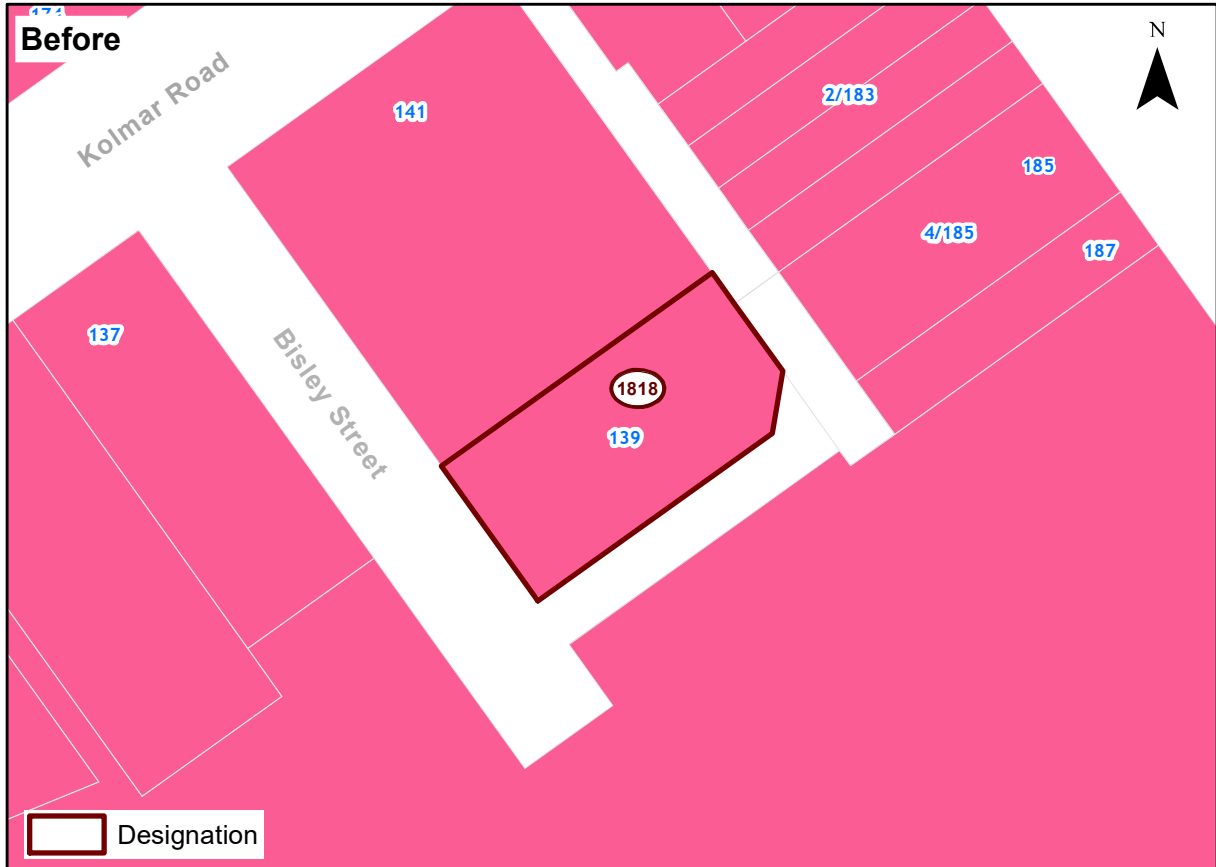 Before
N
Kolmar Road
141
2/183
185
4/185
187
137
Bisley Street
1818
139
Designation